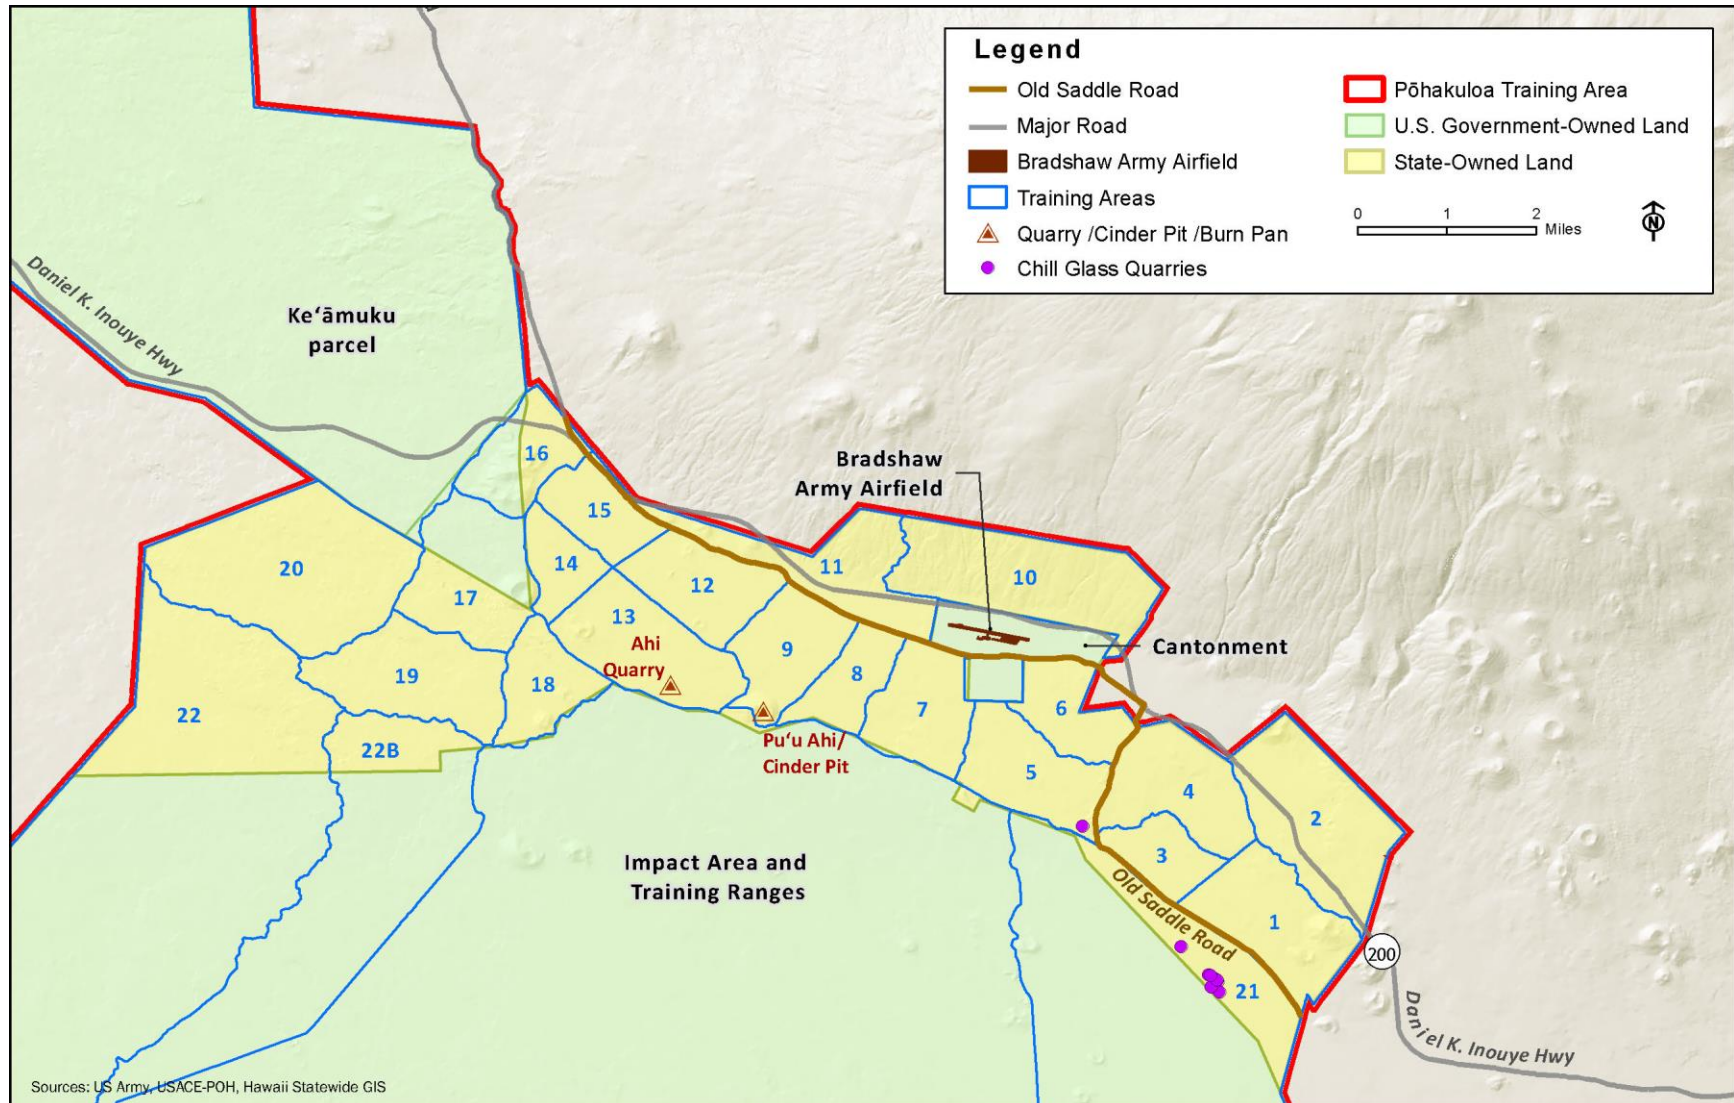 Legend
Old Saddle Road
Major Road
Bradshaw Army Airfield
Training Areas
Quarry /Cinder Pit /Burn Pan
Chill Glass Quarries
Pōhakuloa Training Area
U.S. Government-Owned Land
State-Owned Land
0 1 2
Miles
N
Daniel K. Inouye Hwy
Keʻāmuku
parcel
Bradshaw
Army Airfield
16
15
14
20
17
13
12
11
10
Ahi
Quarry
9
8
7
6
Cantonment
19
18
22
22B
Puʻu Ahi/
Cinder Pit
5
4
2
3
1
Impact Area and
Training Ranges
Old Saddle Road
21
200
Daniel K. Inouye Hwy
Sources: US Army, USACE-POH, Hawaii Statewide GIS